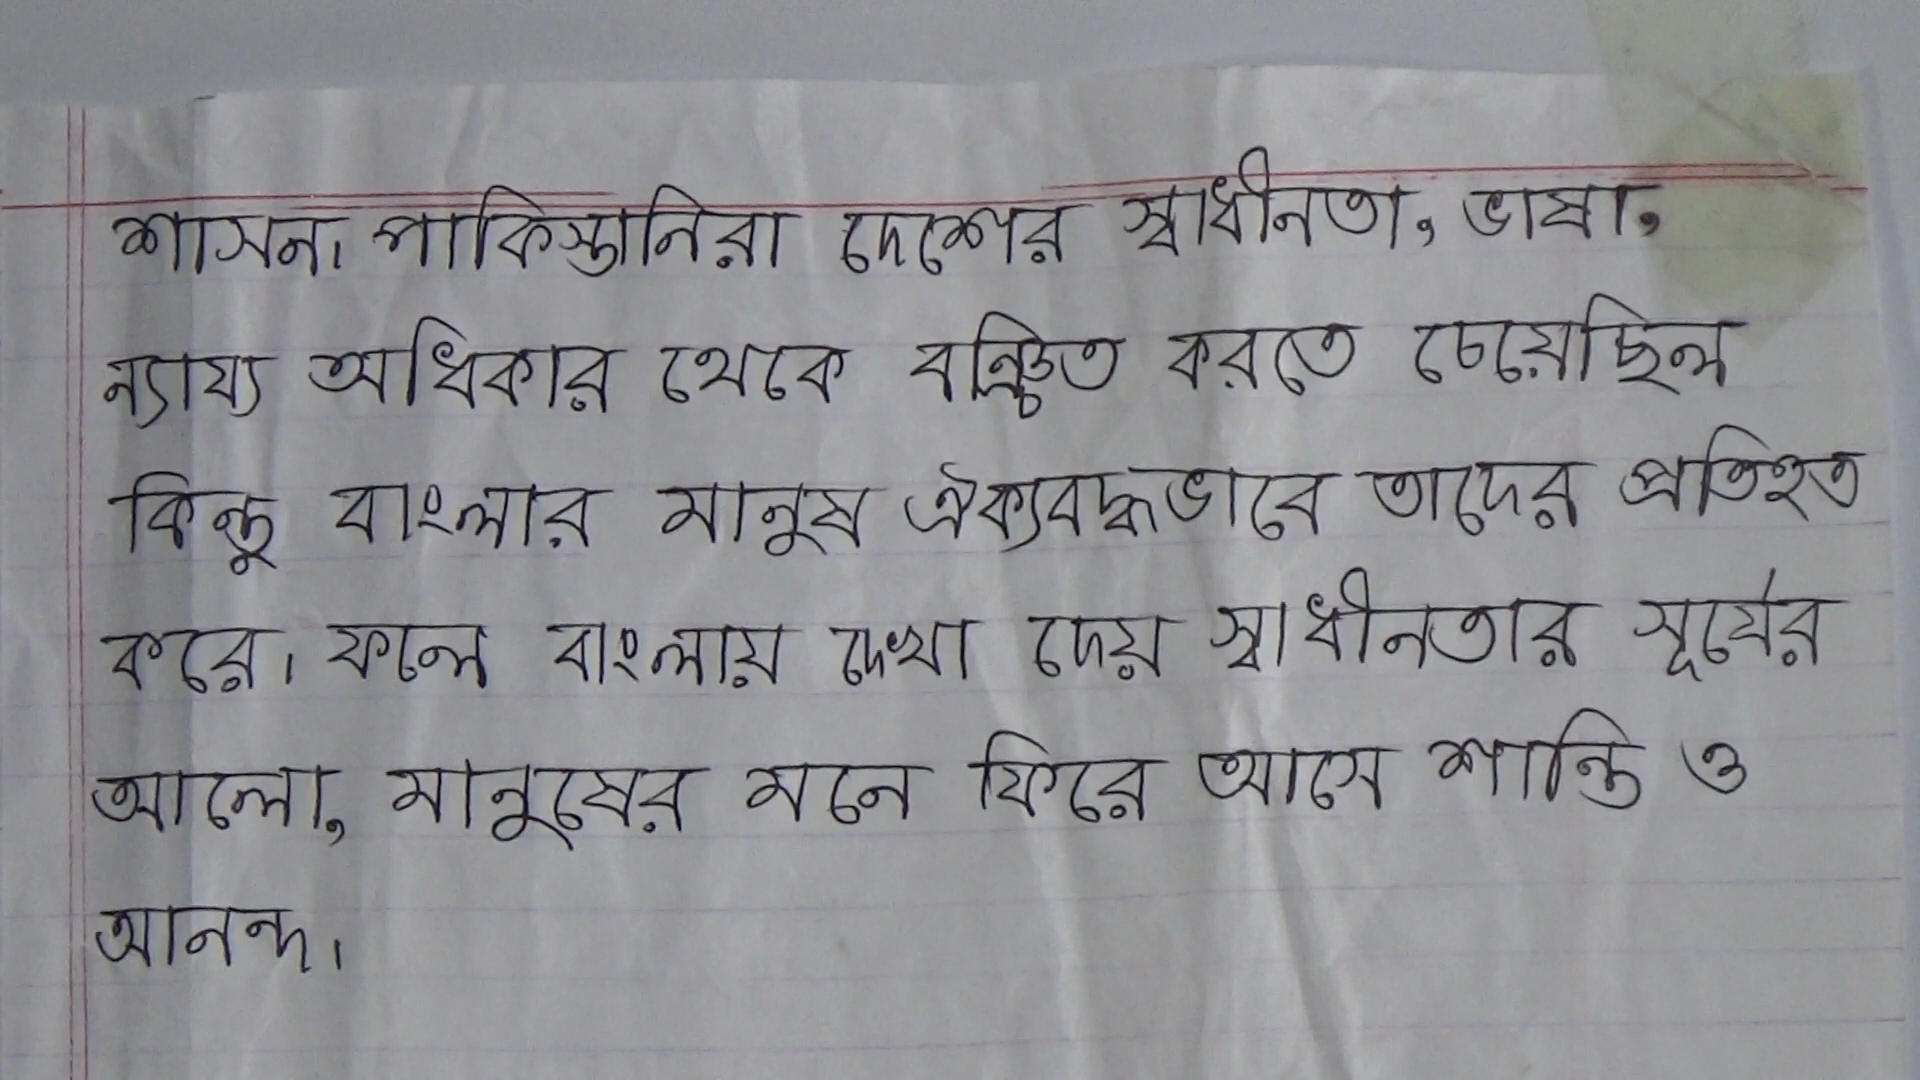 শাসন। পাকিস্তানিরা দেশের স্বাধীনতা, ভাষা,
ন্যায্য অধিকার থেকে বঞ্চিত করতে চেয়েছিল
কিন্তু বাংলার মানুষ ঐক্যবদ্ধভাবে তাদের প্রতিহত
করে। ফলে বাংলায় দেখা দেয় স্বাধীনতার সূর্যের
আলো, মানুষের মনে ফিরে আসে শান্তি ও
আনন্দ।